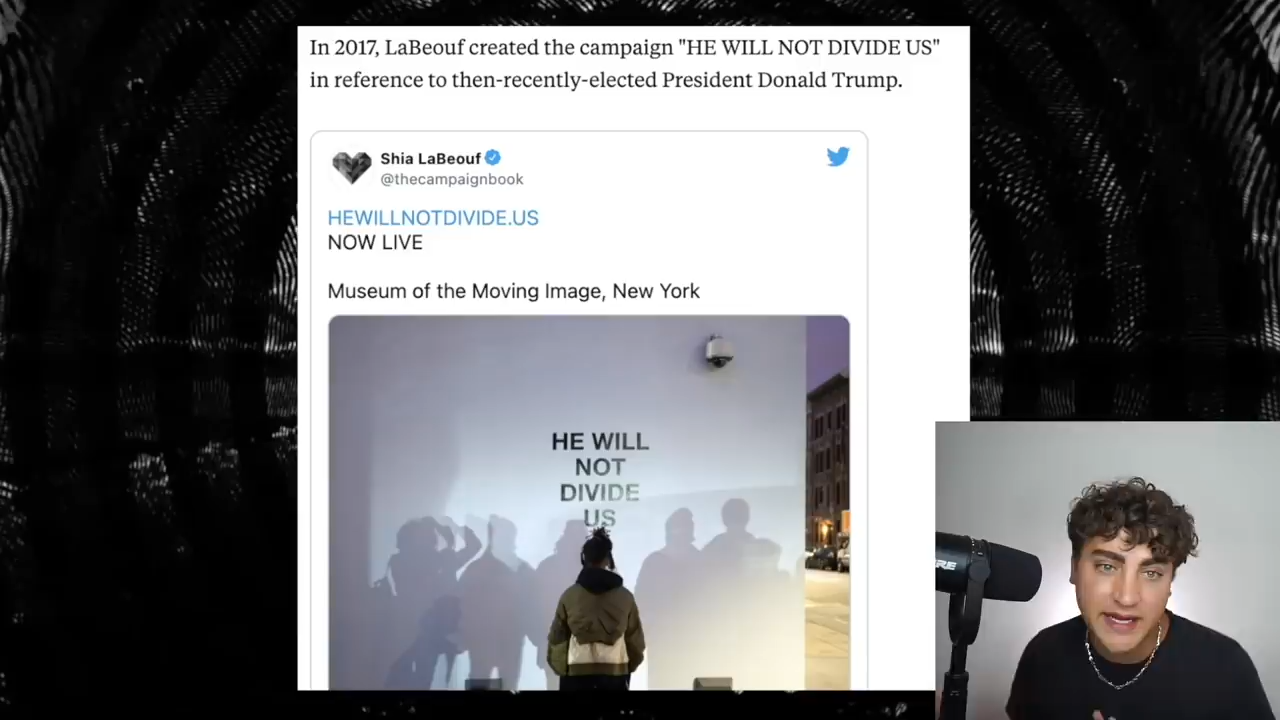 In 2017, LaBeouf created the campaign "HE WILL NOT DIVIDE US"
in reference to then-recently-elected President Donald Trump.
Shia LaBeouf
@thecampaignbook
HEWILLNOTDIVIDE.US
NOW LIVE
Museum of the Moving Image, New York
HE WILL
NOT
DIVIDE
US